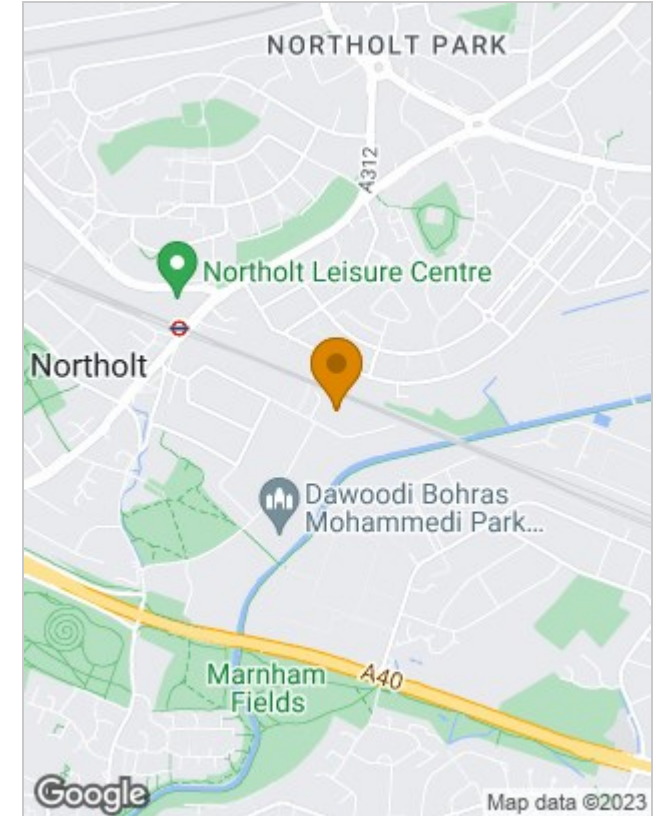 NORTHOLT PARK
A312
Northolt Leisure Centre
Northolt
Dawoodi Bohras
Mohammedi Park...
Marnham
Fields
A40
Google
Map data ©2023